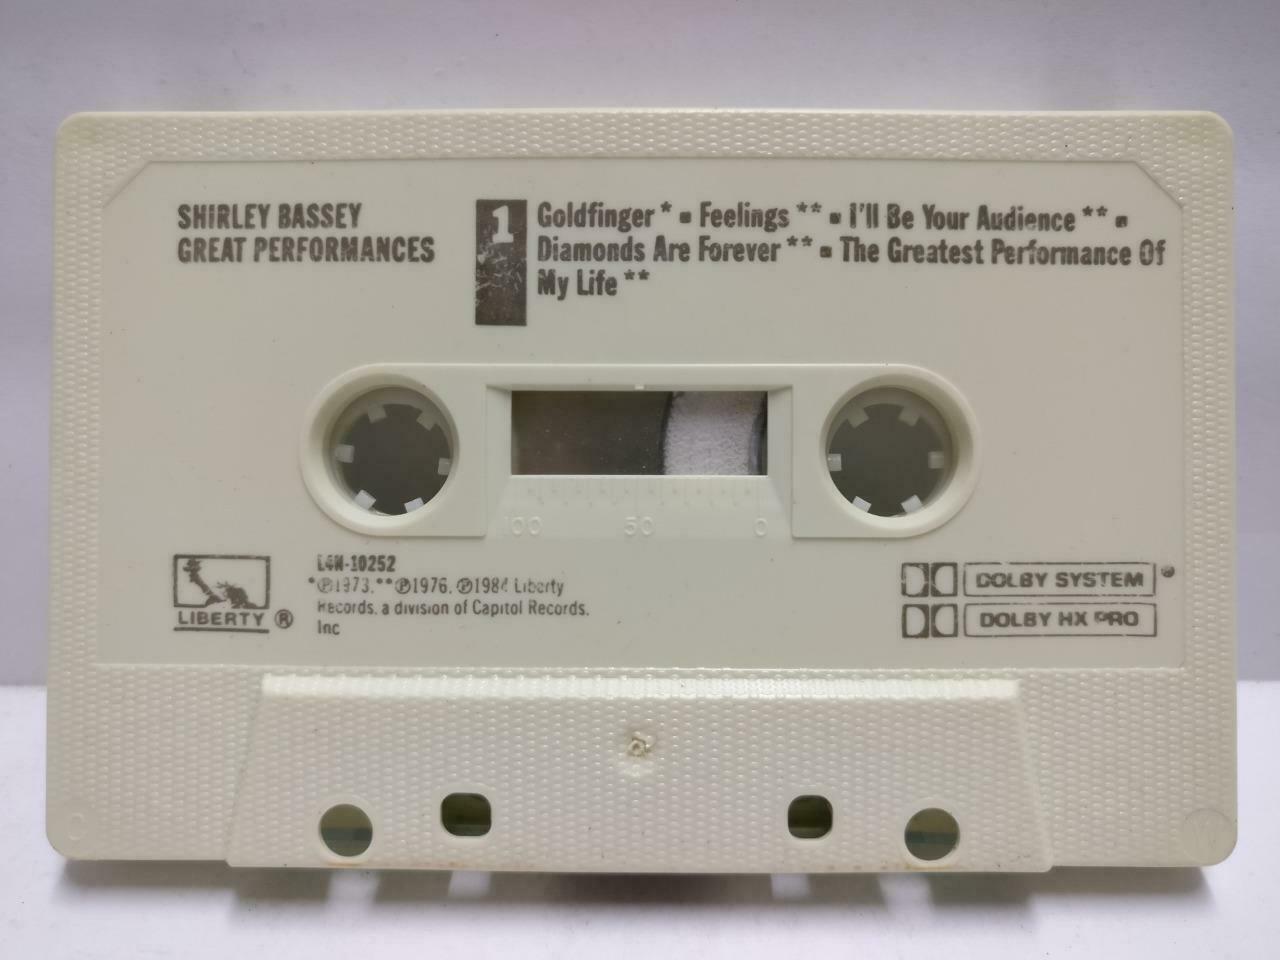 SHIRLEY BASSEY
GREAT PERFORMANCES
1
Goldfinger * ▪ Feelings ** ▪ I'll Be Your Audience ** ▪
Diamonds Are Forever ** ▪ The Greatest Performance Of
My Life **
100 50 0
L4N-10252
*℗1973. **℗1976. ℗1984 Liberty
Records, a division of Capitol Records,
Inc
LIBERTY ®
DOLBY SYSTEM ®
DOLBY HX PRO